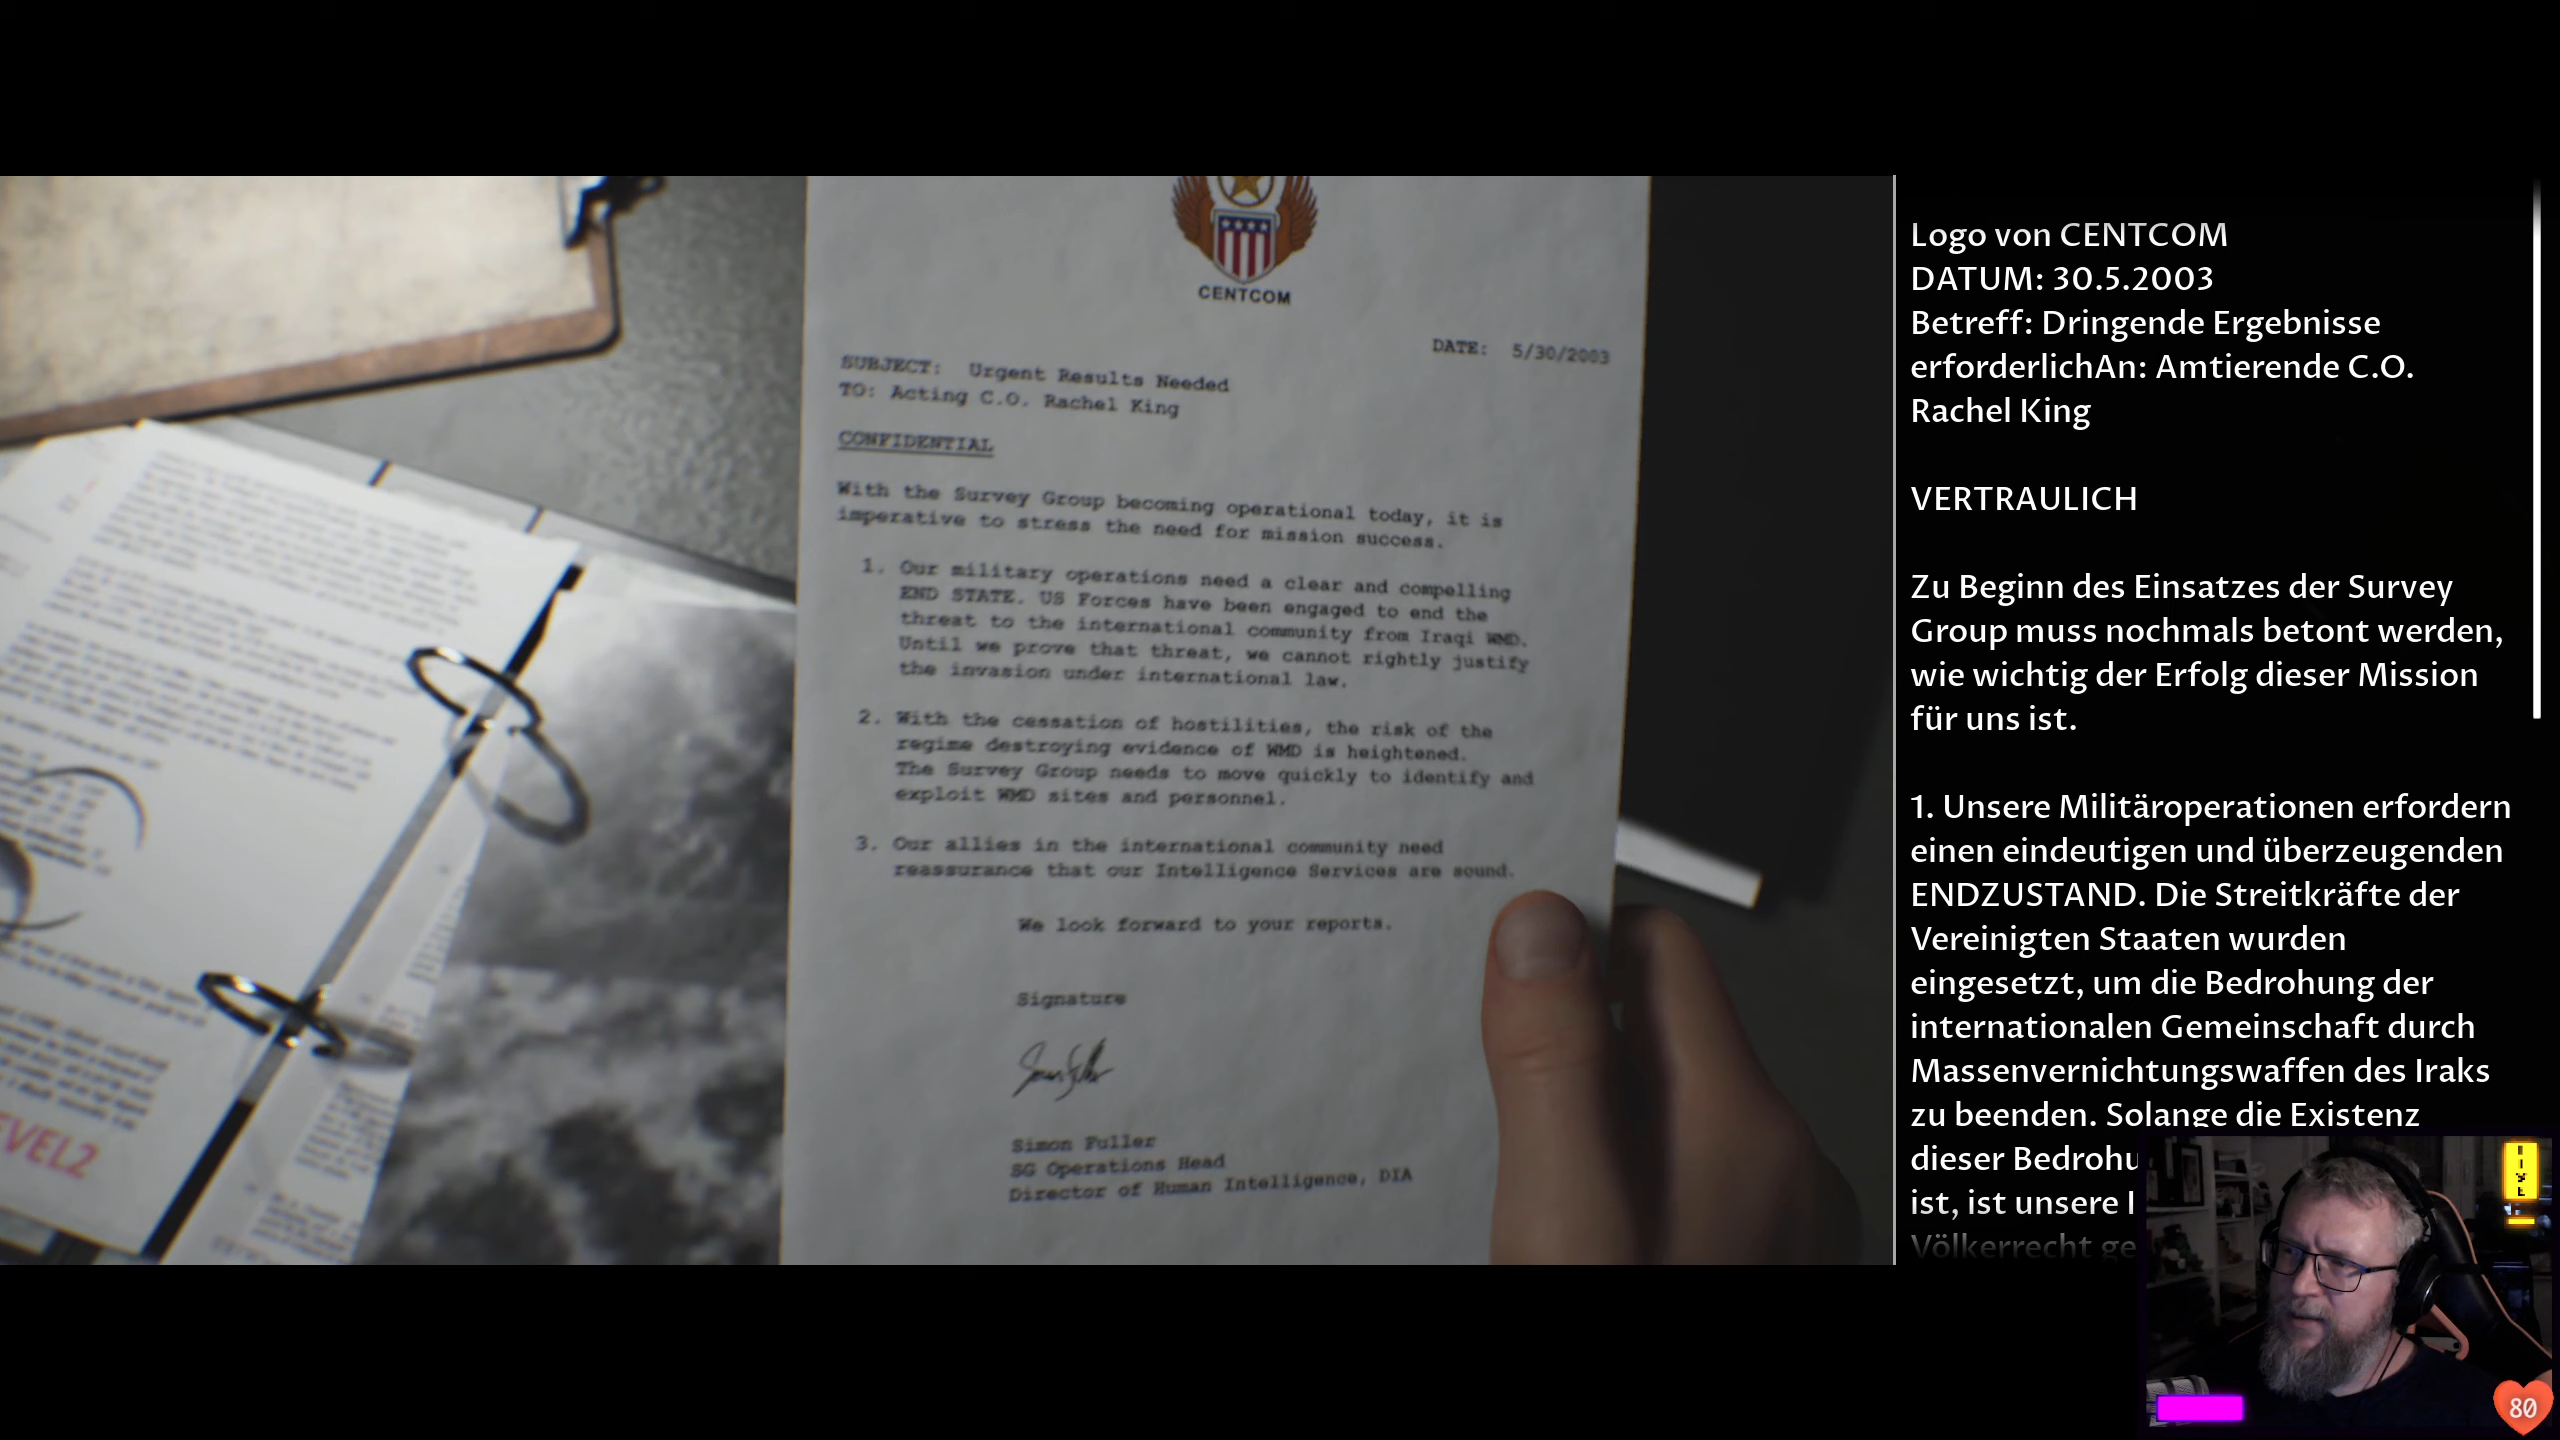 CENTCOM
DATE: 5/30/2003
SUBJECT: Urgent Results Needed
TO: Acting C.O. Rachel King
CONFIDENTIAL
With the Survey Group becoming operational today, it is
imperative to stress the need for mission success.
1. Our military operations need a clear and compelling
END STATE. US Forces have been engaged to end the
threat to the international community from Iraqi WMD.
Until we prove that threat, we cannot rightly justify
the invasion under international law.
2. With the cessation of hostilities, the risk of the
regime destroying evidence of WMD is heightened.
The Survey Group needs to move quickly to identify and
exploit WMD sites and personnel.
3. Our allies in the international community need
reassurance that our Intelligence Services are sound.
We look forward to your reports.
Signature
Simon Fuller
SG Operations Head
Director of Human Intelligence, DIA
EVEL2
Logo von CENTCOM
DATUM: 30.5.2003
Betreff: Dringende Ergebnisse
erforderlichAn: Amtierende C.O.
Rachel King
VERTRAULICH
Zu Beginn des Einsatzes der Survey
Group muss nochmals betont werden,
wie wichtig der Erfolg dieser Mission
für uns ist.
1. Unsere Militäroperationen erfordern
einen eindeutigen und überzeugenden
ENDZUSTAND. Die Streitkräfte der
Vereinigten Staaten wurden
eingesetzt, um die Bedrohung der
internationalen Gemeinschaft durch
Massenvernichtungswaffen des Iraks
zu beenden. Solange die Existenz
dieser Bedrohu
ist, ist unsere I
Völkerrecht ge
80